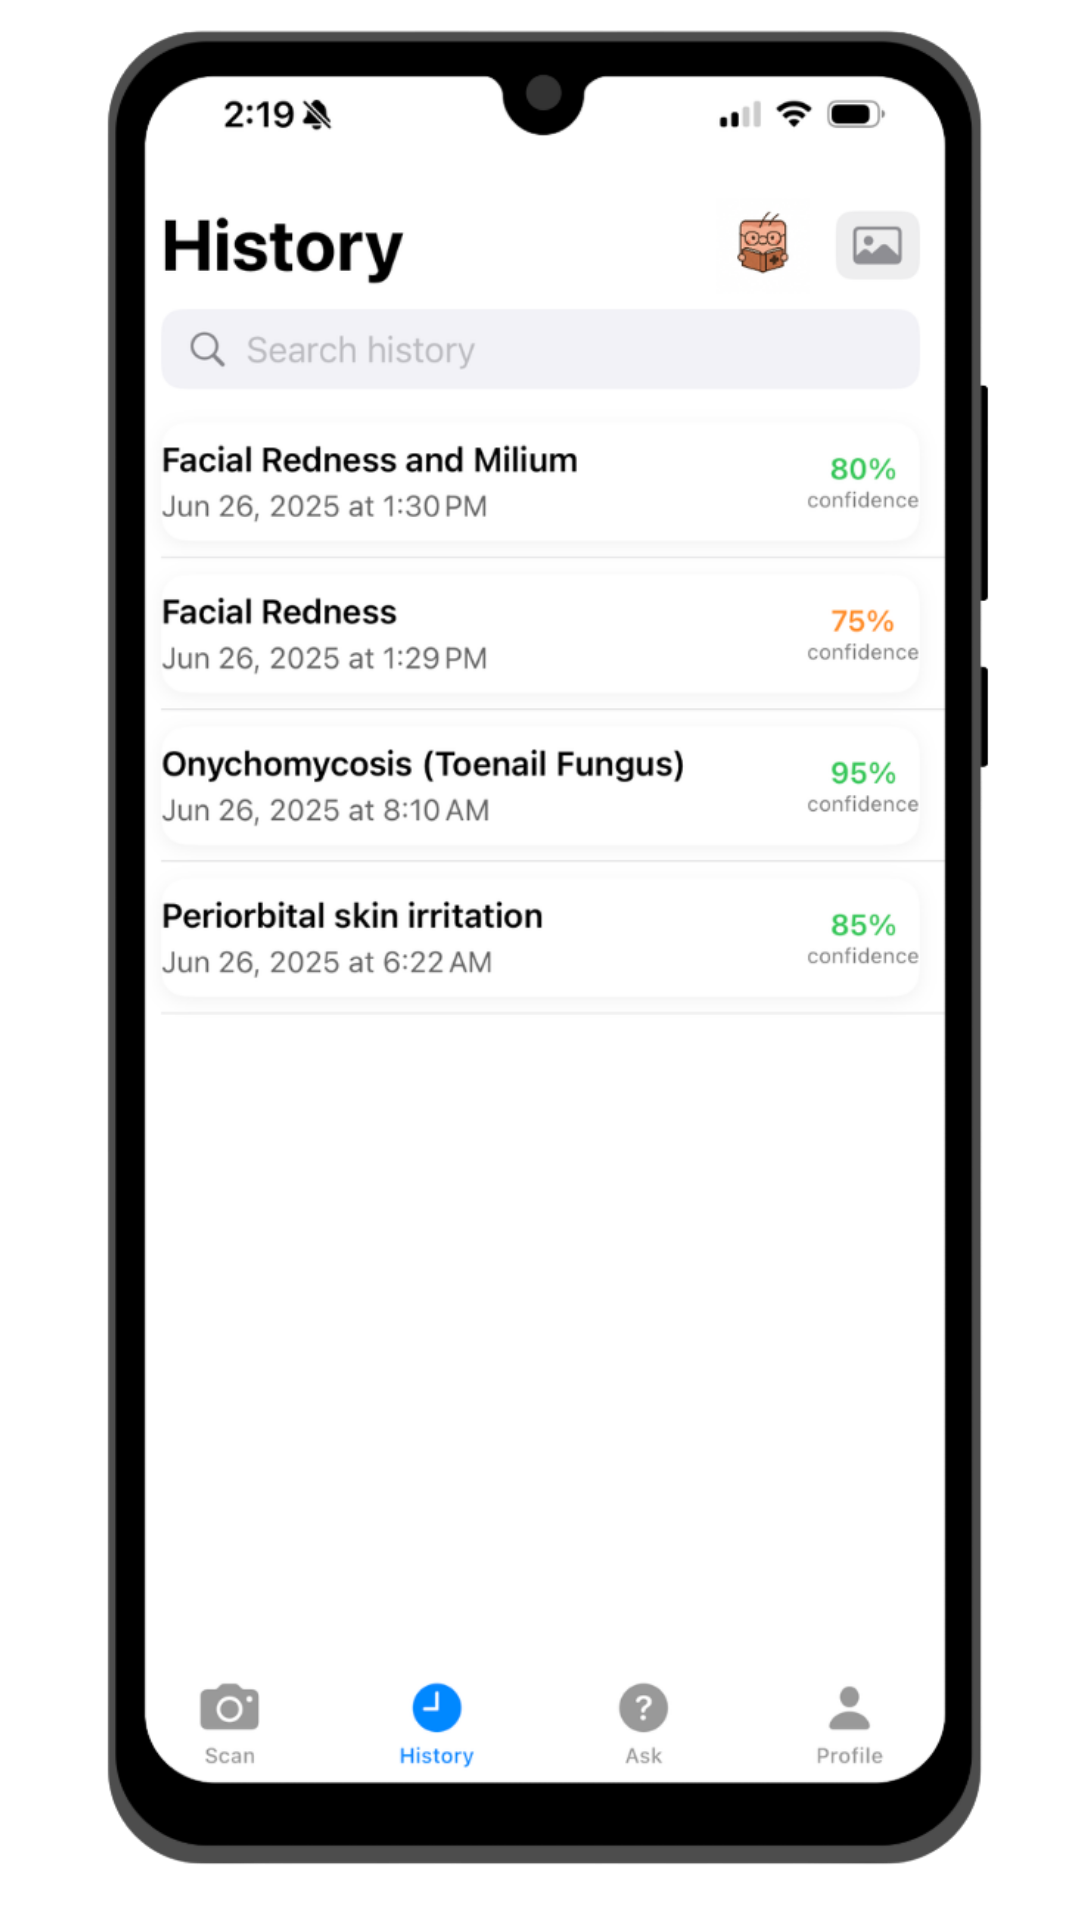 2:19
History
Search history
Facial Redness and Milium
80%
Jun 26, 2025 at 1:30 PM
confidence
Facial Redness
75%
Jun 26, 2025 at 1:29 PM
confidence
Onychomycosis (Toenail Fungus)
95%
Jun 26, 2025 at 8:10 AM
confidence
Periorbital skin irritation
85%
Jun 26, 2025 at 6:22 AM
confidence
?
Scan
History
Ask
Profile